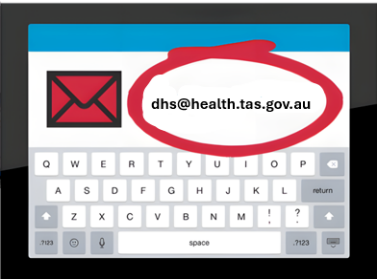 dhs@health.tas.gov.au
Q W E R T Y U I O P
A S D F G H J K L return
Z X C V B N M ! , ? .
.?123 space .?123